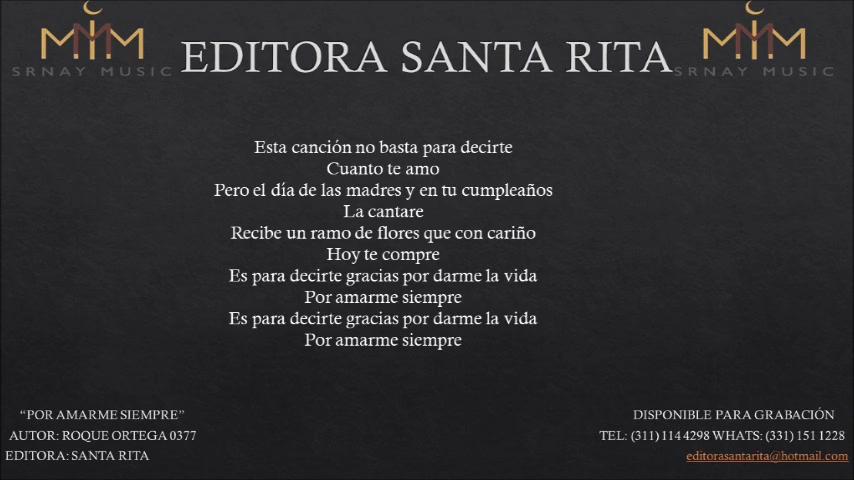 SRNAY MUSIC
EDITORA SANTA RITA
SRNAY MUSIC
Esta canción no basta para decirte
Cuanto te amo
Pero el día de las madres y en tu cumpleaños
La cantare
Recibe un ramo de flores que con cariño
Hoy te compre
Es para decirte gracias por darme la vida
Por amarme siempre
Es para decirte gracias por darme la vida
Por amarme siempre
“POR AMARME SIEMPRE”
AUTOR: ROQUE ORTEGA 0377
EDITORA: SANTA RITA
DISPONIBLE PARA GRABACIÓN
TEL: (311) 114 4298 WHATS: (331) 151 1228
editorasantarita@hotmail.com